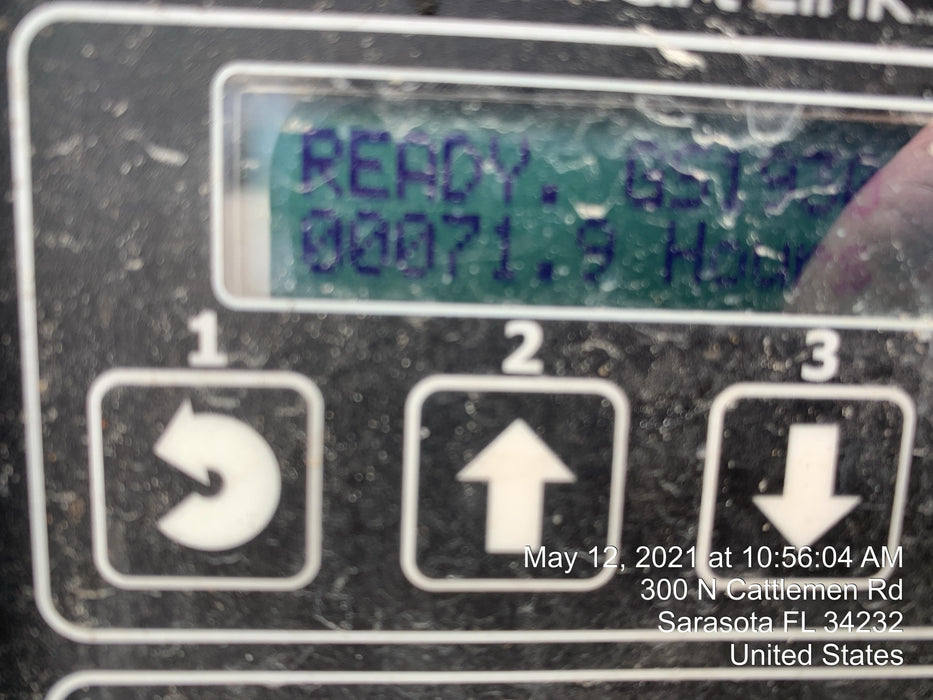 READY.
00071.9 Hours
1 2 3
May 12, 2021 at 10:56:04 AM
300 N Cattlemen Rd
Sarasota FL 34232
United States